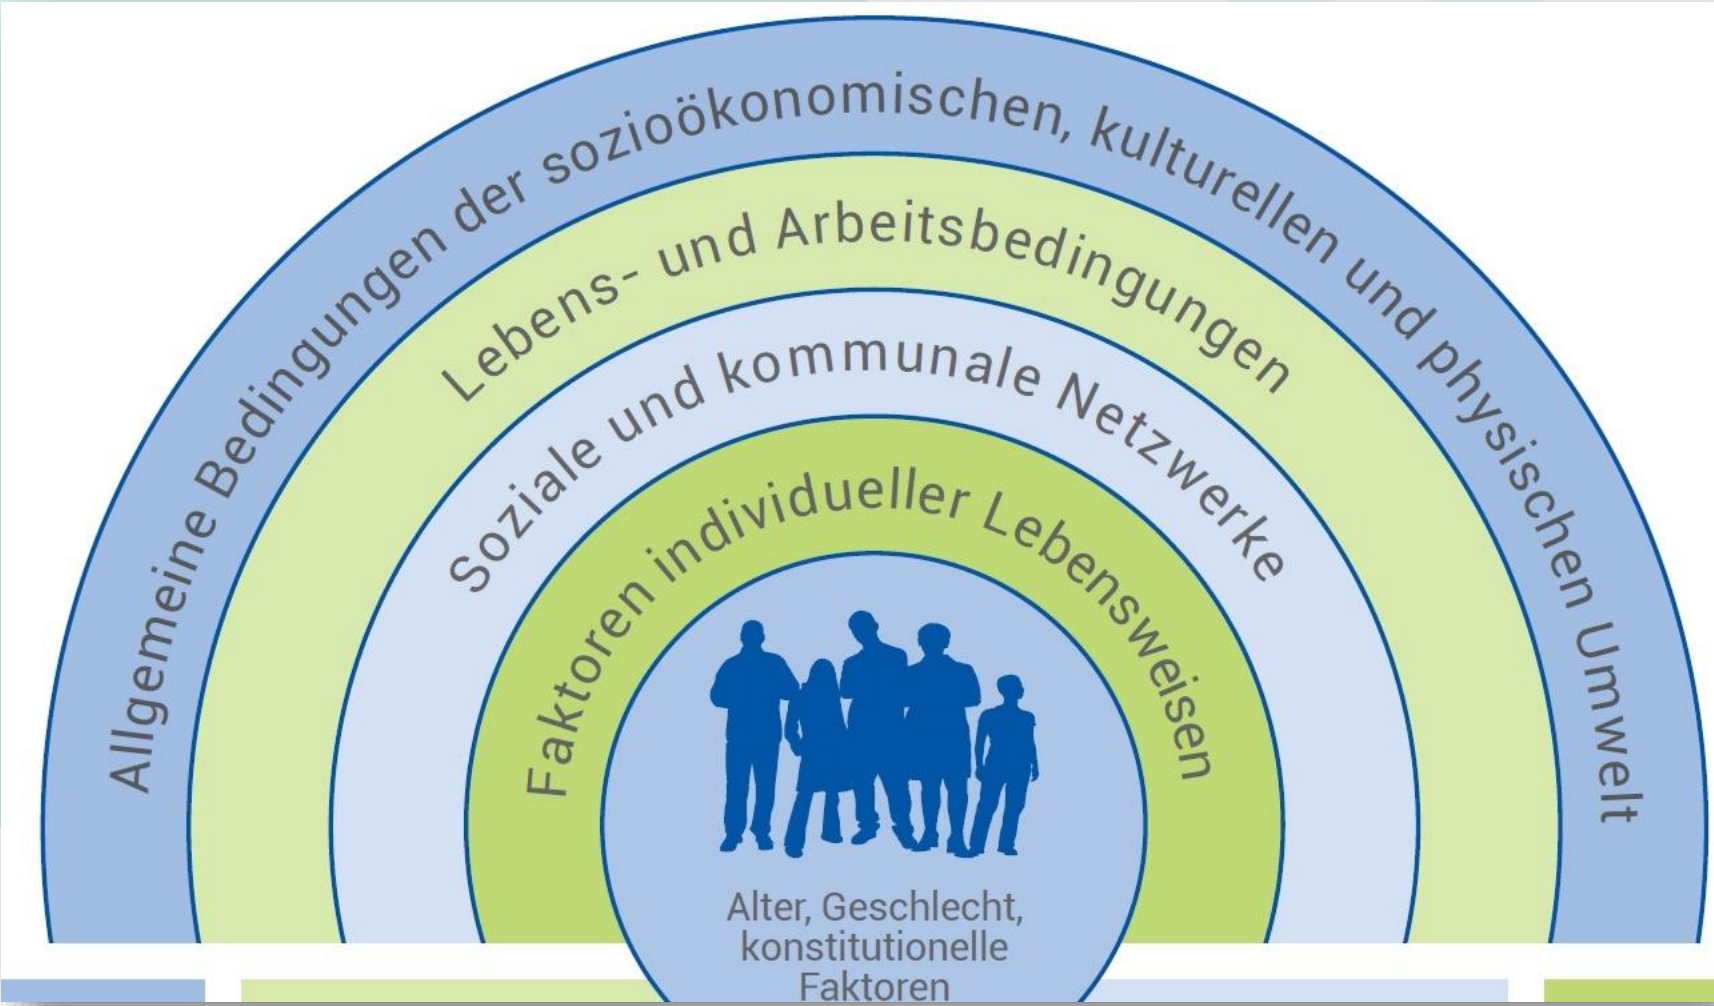 Allgemeine Bedingungen der sozioökonomischen, kulturellen und physischen Umwelt
Lebens- und Arbeitsbedingungen
Soziale und kommunale Netzwerke
Faktoren individueller Lebensweisen
Alter, Geschlecht,
konstitutionelle
Faktoren